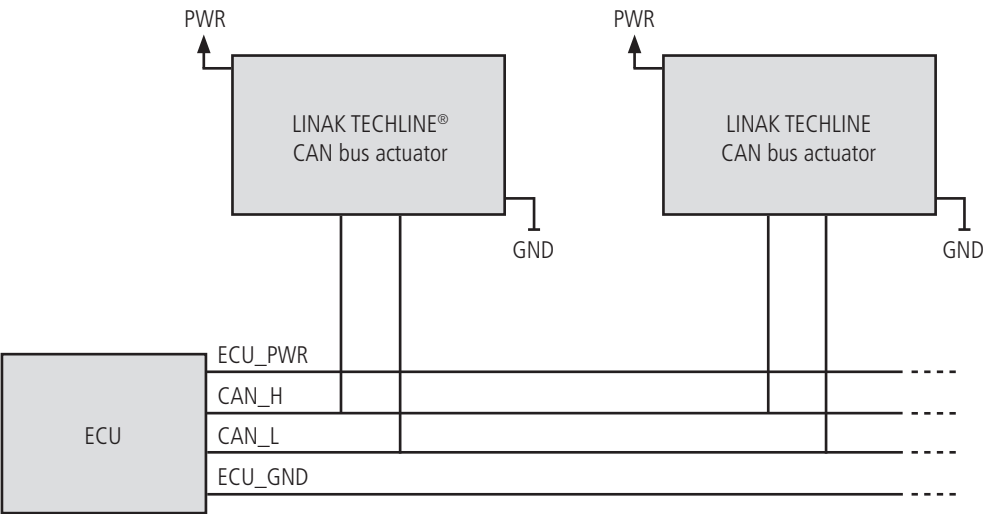 PWR
PWR
LINAK TECHLINE®
CAN bus actuator
LINAK TECHLINE
CAN bus actuator
GND
GND
ECU_PWR
CAN_H
ECU
CAN_L
ECU_GND